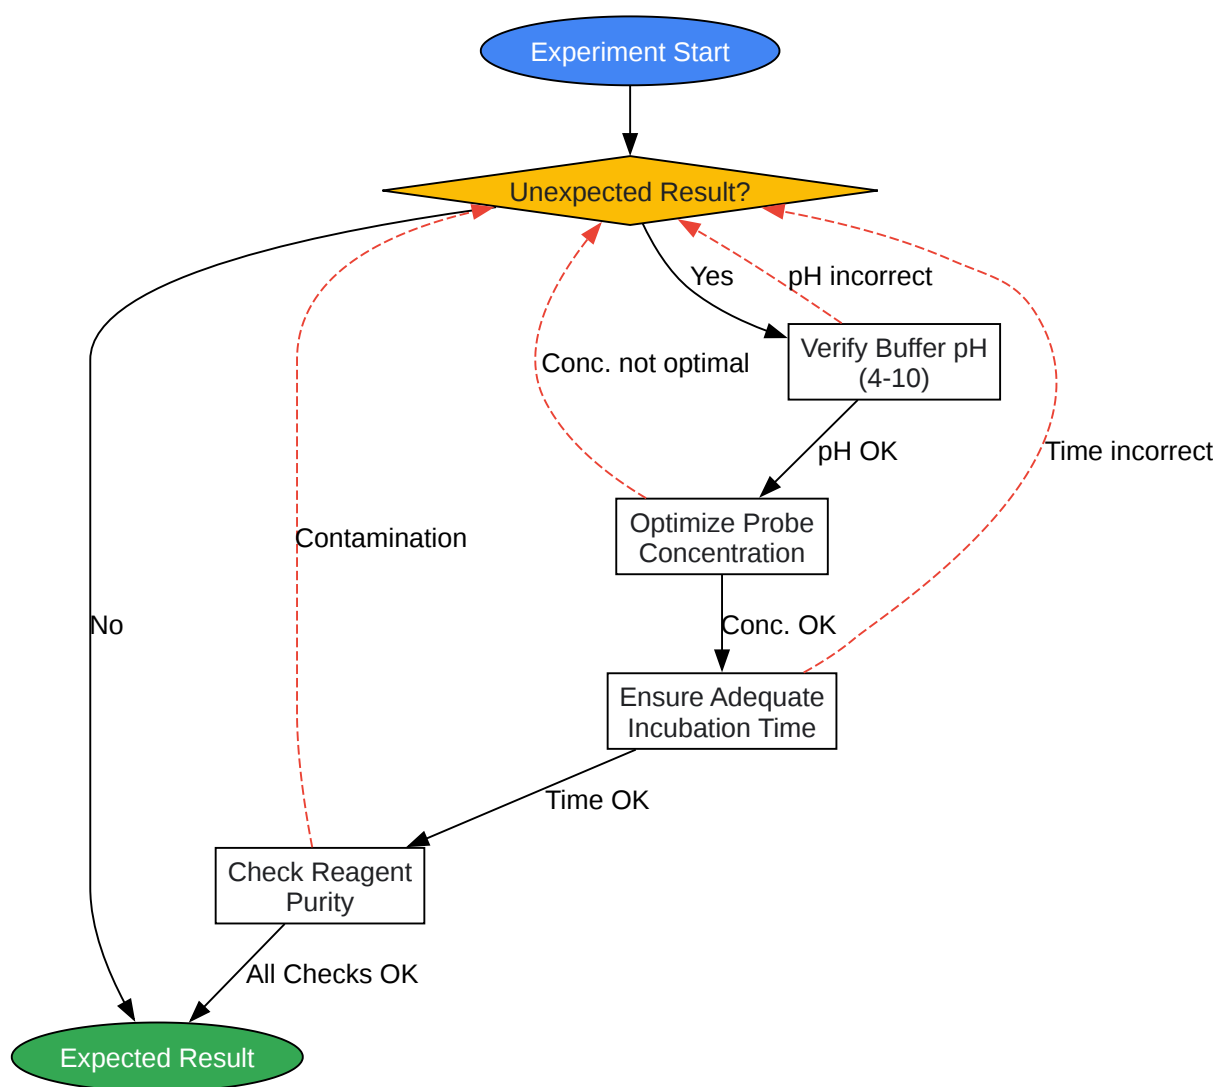 Experiment Start
Unexpected Result?
Yes
pH incorrect
Verify Buffer pH
(4-10)
Conc. not optimal
pH OK
Time incorrect
Optimize Probe
Concentration
Contamination
No
Conc. OK
Ensure Adequate
Incubation Time
Time OK
Check Reagent
Purity
All Checks OK
Expected Result